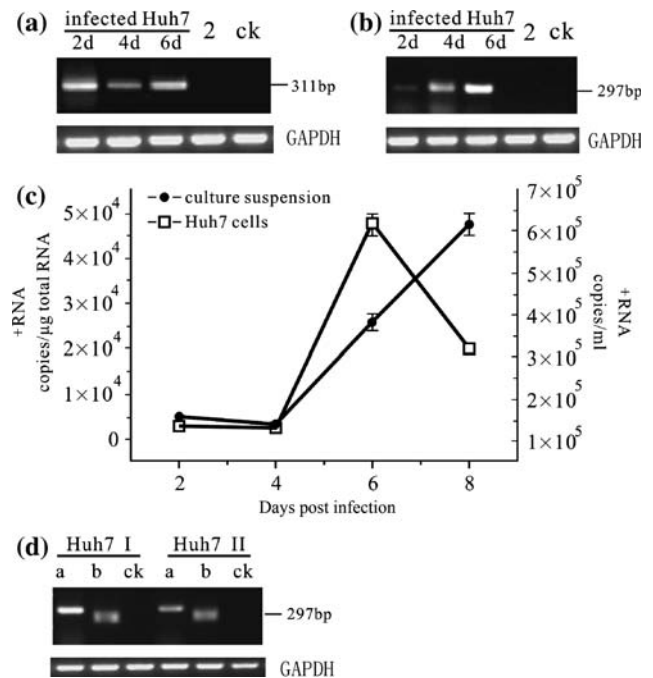 (a)
infected Huh7
2d 4d 6d 2 ck
311bp
GAPDH
(b)
infected Huh7
2d 4d 6d 2 ck
297bp
GAPDH
(c)
culture suspension
Huh7 cells
+RNA
copies/μg total RNA
5×10⁴
4×10⁴
3×10⁴
2×10⁴
1×10⁴
0
+RNA
copies/ml
7×10⁵
6×10⁵
5×10⁵
4×10⁵
3×10⁵
2×10⁵
1×10⁵
2 4 6 8
Days post infection
(d)
Huh7 I Huh7 II
a b ck a b ck
297bp
GAPDH